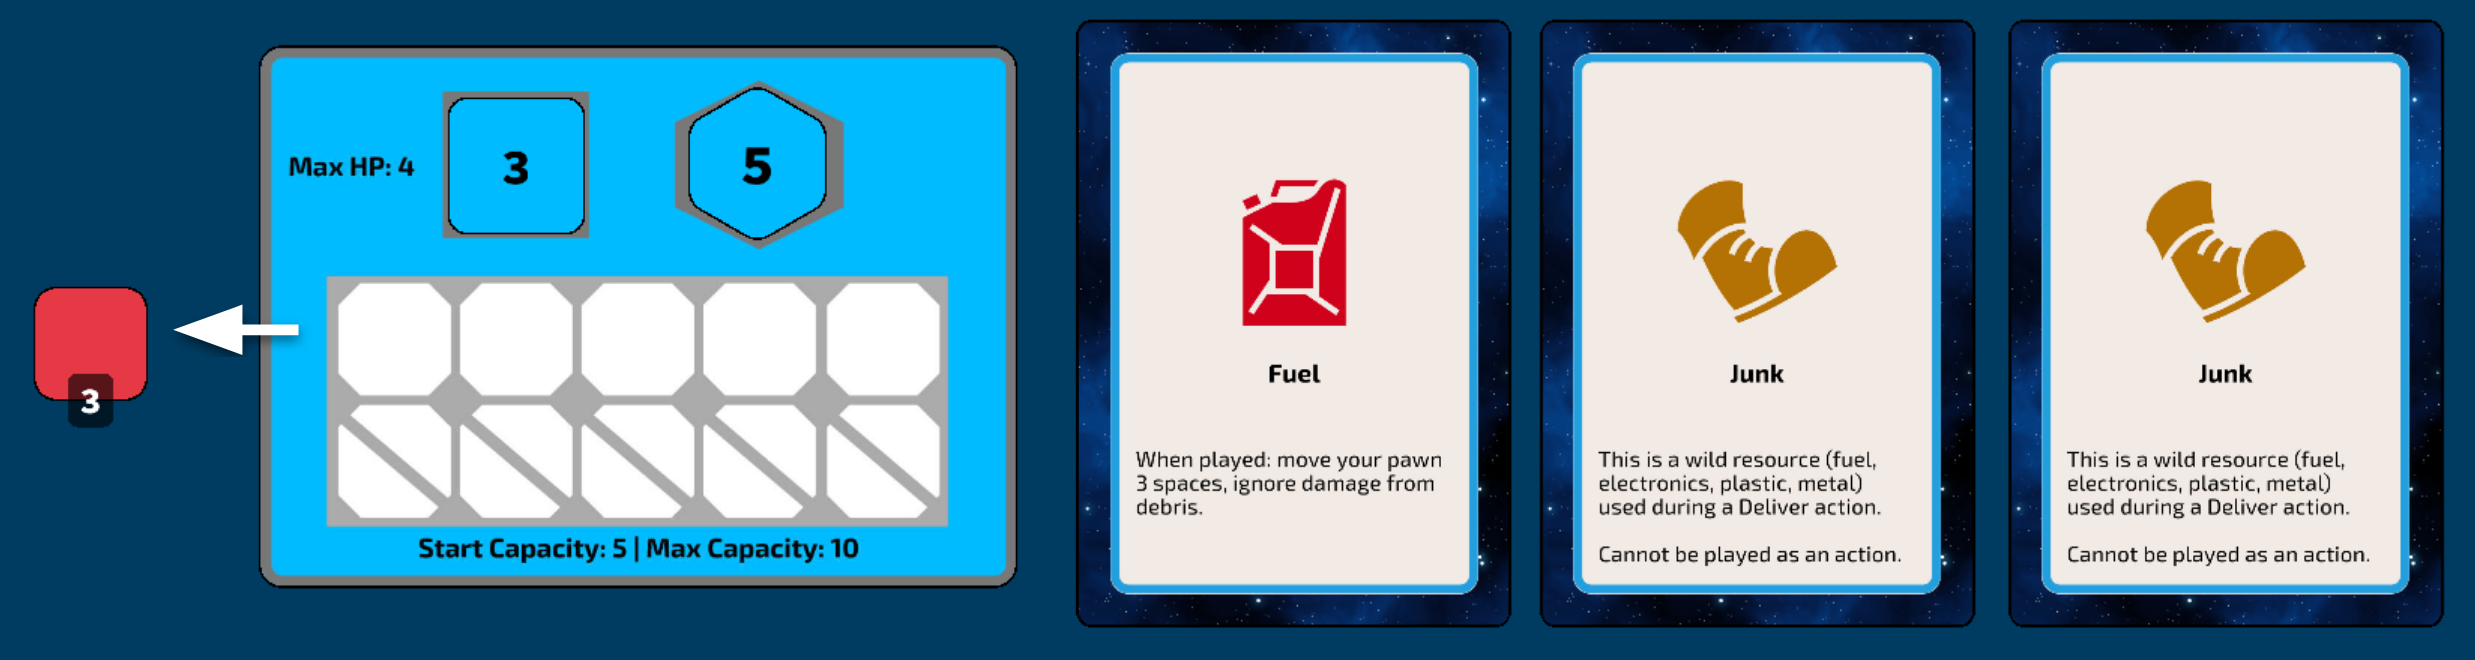 3
Max HP: 4
3
5
Start Capacity: 5 | Max Capacity: 10
Fuel
When played: move your pawn
3 spaces, ignore damage from
debris.
Junk
This is a wild resource (fuel,
electronics, plastic, metal)
used during a Deliver action.
Cannot be played as an action.
Junk
This is a wild resource (fuel,
electronics, plastic, metal)
used during a Deliver action.
Cannot be played as an action.